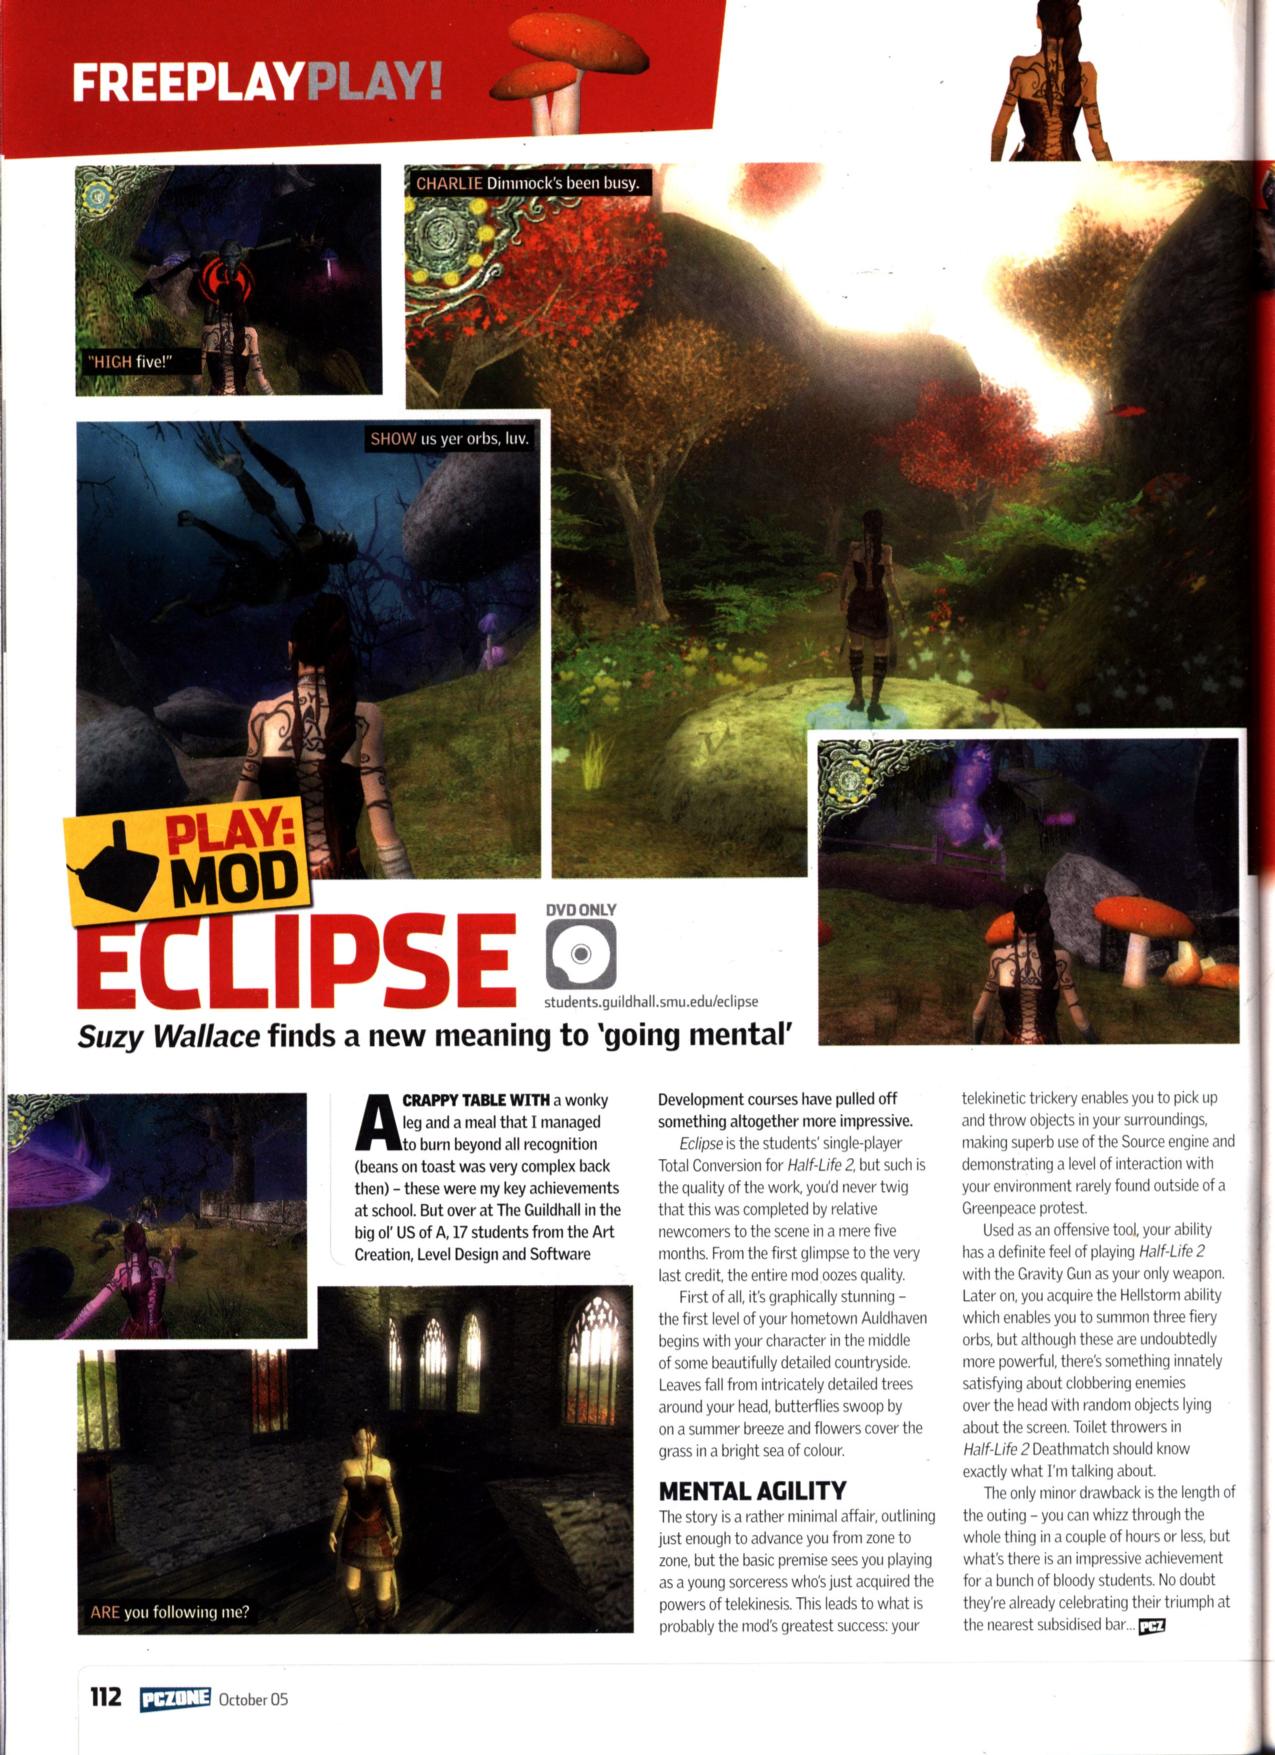 FREEPLAYPLAY!
"HIGH five!"
CHARLIE Dimmock's been busy.
SHOW us yer orbs, luv.
PLAY:
MOD
ECLIPSE
DVD ONLY
students.guildhall.smu.edu/eclipse
Suzy Wallace finds a new meaning to 'going mental'
A CRAPPY TABLE WITH a wonky
leg and a meal that I managed
to burn beyond all recognition
(beans on toast was very complex back
then) – these were my key achievements
at school. But over at The Guildhall in the
big ol' US of A, 17 students from the Art
Creation, Level Design and Software
Development courses have pulled off
something altogether more impressive.
Eclipse is the students' single-player
Total Conversion for Half-Life 2, but such is
the quality of the work, you'd never twig
that this was completed by relative
newcomers to the scene in a mere five
months. From the first glimpse to the very
last credit, the entire mod oozes quality.
First of all, it's graphically stunning –
the first level of your hometown Auldhaven
begins with your character in the middle
of some beautifully detailed countryside.
Leaves fall from intricately detailed trees
around your head, butterflies swoop by
on a summer breeze and flowers cover the
grass in a bright sea of colour.
MENTAL AGILITY
The story is a rather minimal affair, outlining
just enough to advance you from zone to
zone, but the basic premise sees you playing
as a young sorceress who's just acquired the
powers of telekinesis. This leads to what is
probably the mod's greatest success: your
telekinetic trickery enables you to pick up
and throw objects in your surroundings,
making superb use of the Source engine and
demonstrating a level of interaction with
your environment rarely found outside of a
Greenpeace protest.
Used as an offensive tool, your ability
has a definite feel of playing Half-Life 2
with the Gravity Gun as your only weapon.
Later on, you acquire the Hellstorm ability
which enables you to summon three fiery
orbs, but although these are undoubtedly
more powerful, there's something innately
satisfying about clobbering enemies
over the head with random objects lying
about the screen. Toilet throwers in
Half-Life 2 Deathmatch should know
exactly what I'm talking about.
The only minor drawback is the length of
the outing – you can whizz through the
whole thing in a couple of hours or less, but
what's there is an impressive achievement
for a bunch of bloody students. No doubt
they're already celebrating their triumph at
the nearest subsidised bar... PCZ
ARE you following me?
112 PCZONE October 05